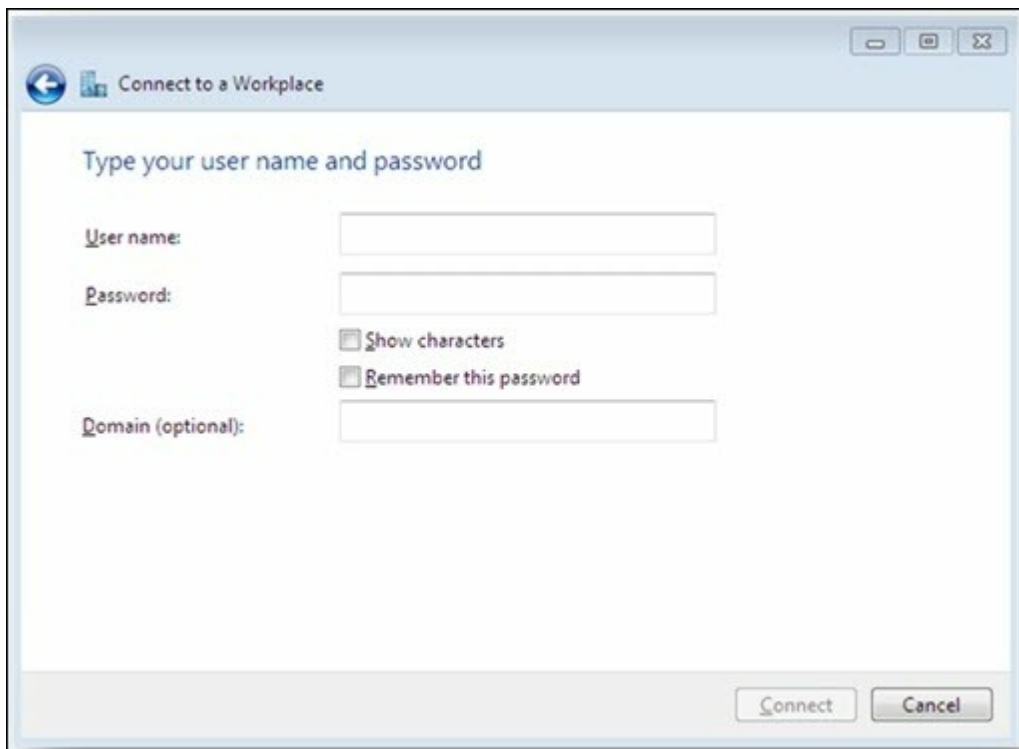 Connect to a Workplace
Type your user name and password
User name:
Password:
Show characters
Remember this password
Domain (optional):
Connect Cancel